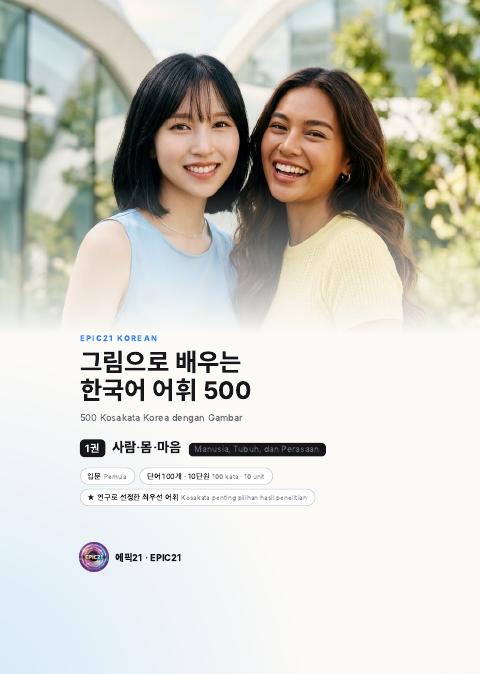 EPIC21 KOREAN
그림으로 배우는
한국어 어휘 500
500 Kosakata Korea dengan Gambar
1권 사람·몸·마음 Manusia, Tubuh, dan Perasaan
입문 Pemula 단어 100개 · 10단원 100 kata · 10 unit
★ 연구로 선정한 최우선 어휘 Kosakata penting pilihan hasil penelitian
EPIC21 에픽21 · EPIC21